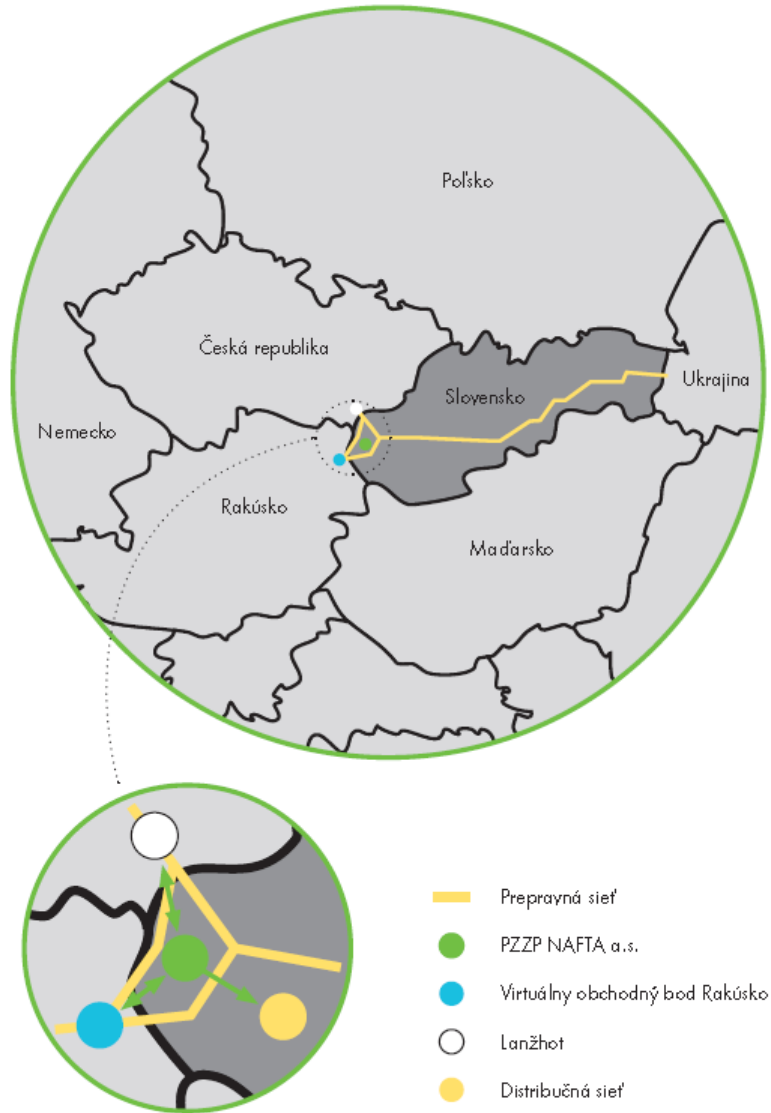 Poľsko
Česká republika
Slovensko
Ukrajina
Nemecko
Rakúsko
Maďarsko
Prepravná sieť
PZZP NAFTA a.s.
Virtuálny obchodný bod Rakúsko
Lanžhot
Distribučná sieť